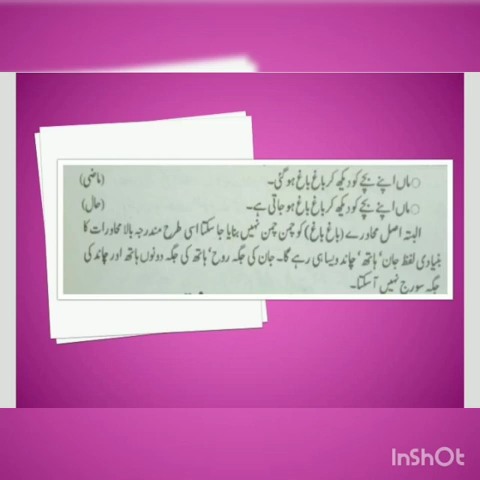 ○ماں اپنے بچے کو دیکھ کر باغ باغ ہو گئی۔ (ماضی)
○ماں اپنے بچے کو دیکھ کر باغ باغ ہو جاتی ہے۔ (حال)
البتہ اصل محاورے (باغ باغ) کو چمن چمن نہیں بنایا جا سکتا اسی طرح مندرجہ بالا محاورات کا
بنیادی لفظ جان، ہاتھ، چاند ویسا ہی رہے گا۔ جان کی جگہ روح، ہاتھ کی جگہ دونوں ہاتھ اور چاند کی
جگہ سورج نہیں آ سکتا۔
InShOt